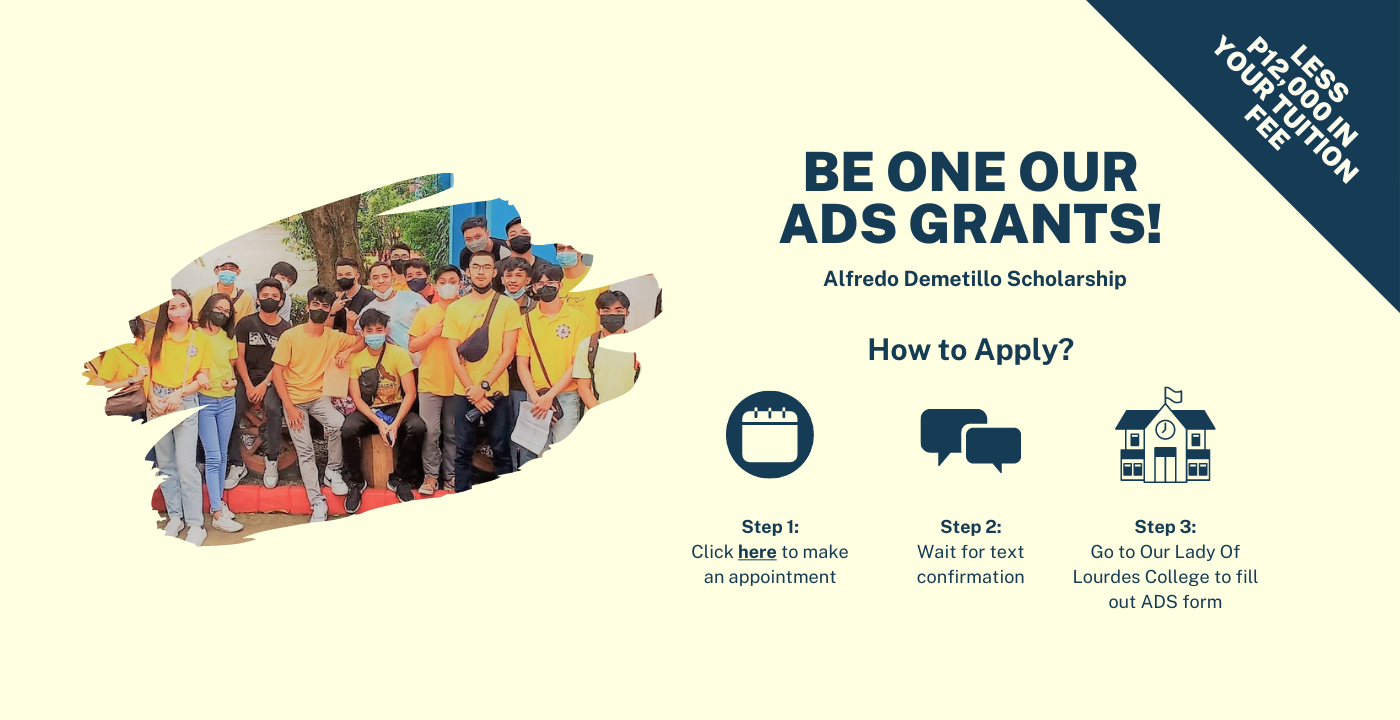 LESS
P12,000 IN
YOUR TUITION
FEE
BE ONE OUR
ADS GRANTS!
Alfredo Demetillo Scholarship
How to Apply?
Step 1:
Click here to make
an appointment
Step 2:
Wait for text
confirmation
Step 3:
Go to Our Lady Of
Lourdes College to fill
out ADS form